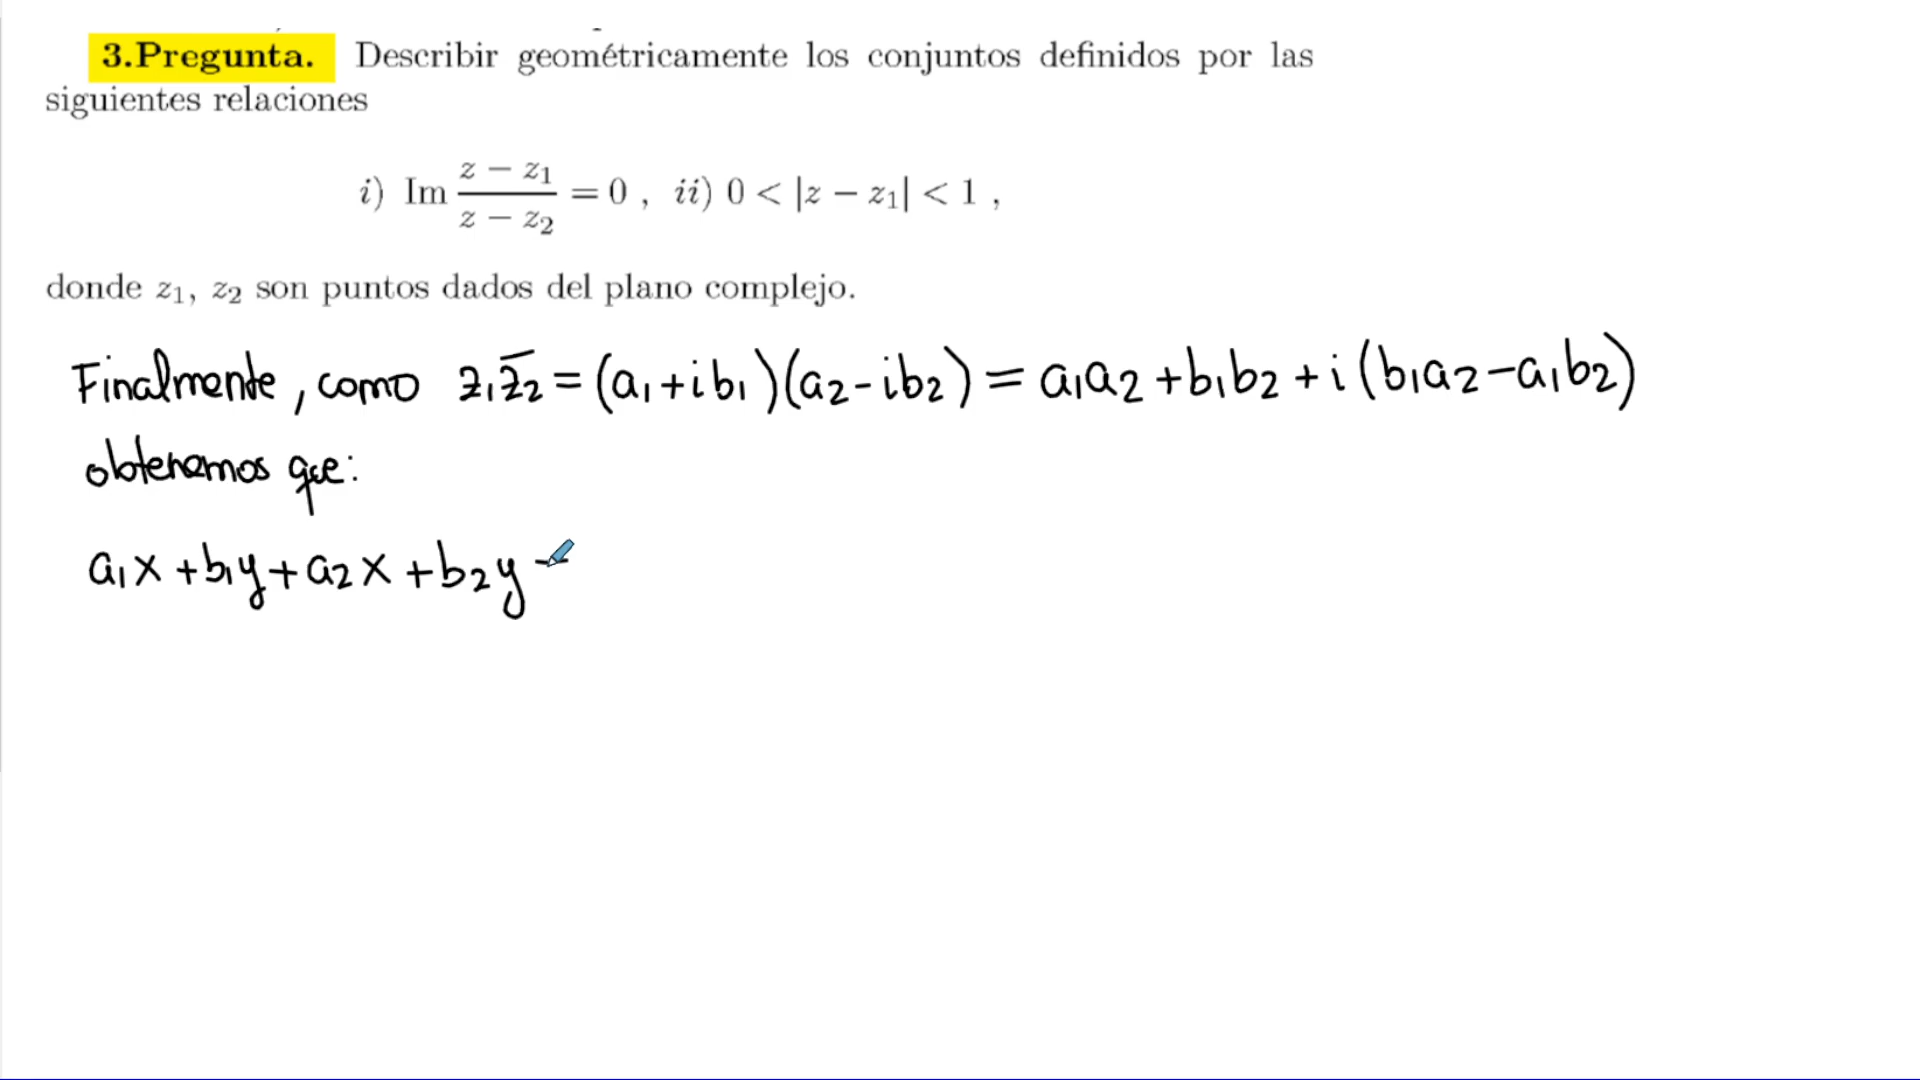 3.Pregunta. Describir geométricamente los conjuntos definidos por las
siguientes relaciones
i) Im \frac{z − z₁}{z − z₂} = 0 , ii) 0 < |z − z₁| < 1 ,
donde z₁, z₂ son puntos dados del plano complejo.
Finalmente, como z₁z̅₂ = (a₁+ib₁)(a₂-ib₂) = a₁a₂+b₁b₂+i(b₁a₂-a₁b₂)
obtenemos que:
a₁x+b₁y+a₂x+b₂y-